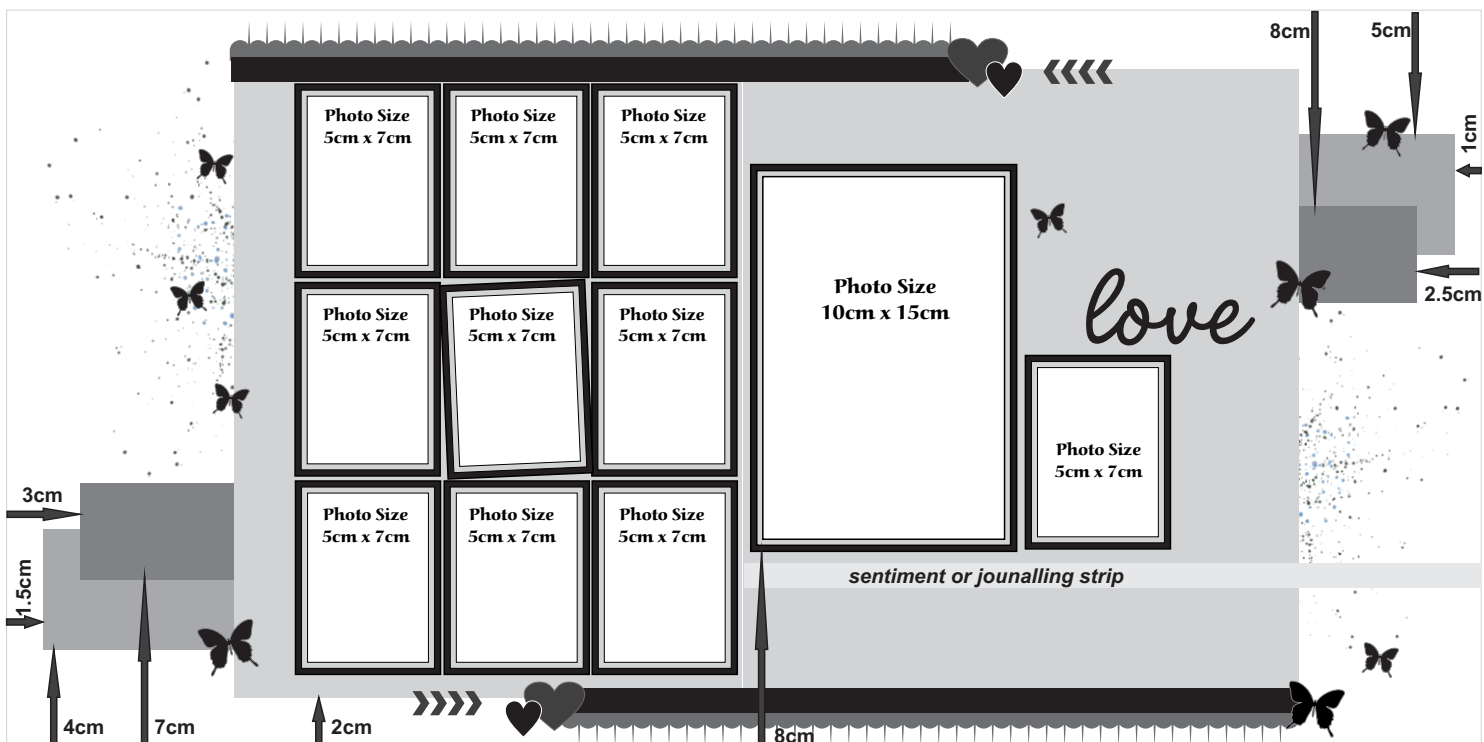 8cm
5cm
1cm
2.5cm
Photo Size
5cm x 7cm
Photo Size
5cm x 7cm
Photo Size
5cm x 7cm
Photo Size
5cm x 7cm
Photo Size
5cm x 7cm
Photo Size
5cm x 7cm
Photo Size
5cm x 7cm
Photo Size
5cm x 7cm
Photo Size
5cm x 7cm
Photo Size
10cm x 15cm
love
Photo Size
5cm x 7cm
sentiment or jounalling strip
3cm
1.5cm
4cm
7cm
2cm
8cm